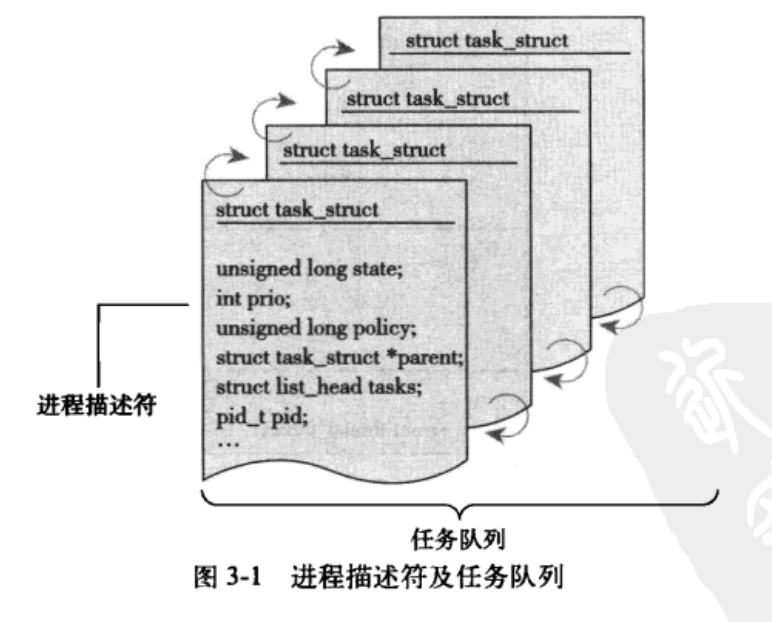 struct task_struct
struct task_struct
struct task_struct
struct task_struct
unsigned long state;
int prio;
unsigned long policy;
struct task_struct *parent;
struct list_head tasks;
pid_t pid;
…
进程描述符
任务队列
图 3-1 进程描述符及任务队列